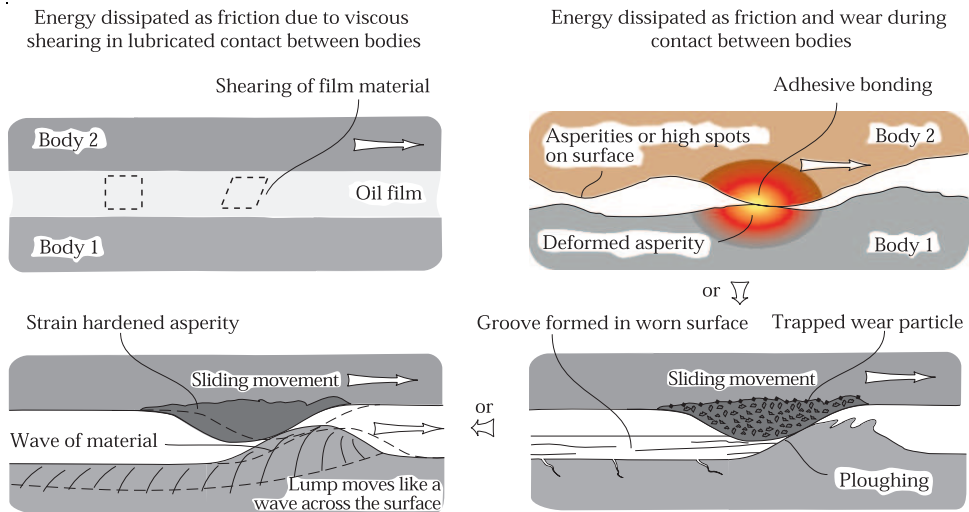 Energy dissipated as friction due to viscous
shearing in lubricated contact between bodies
Shearing of film material
Body 2
Oil film
Body 1
Energy dissipated as friction and wear during
contact between bodies
Adhesive bonding
Asperities or high spots
on surface
Body 2
Deformed asperity
Body 1
or
Strain hardened asperity
Sliding movement
Wave of material
Lump moves like a
wave across the surface
or
Groove formed in worn surface
Trapped wear particle
Sliding movement
Ploughing